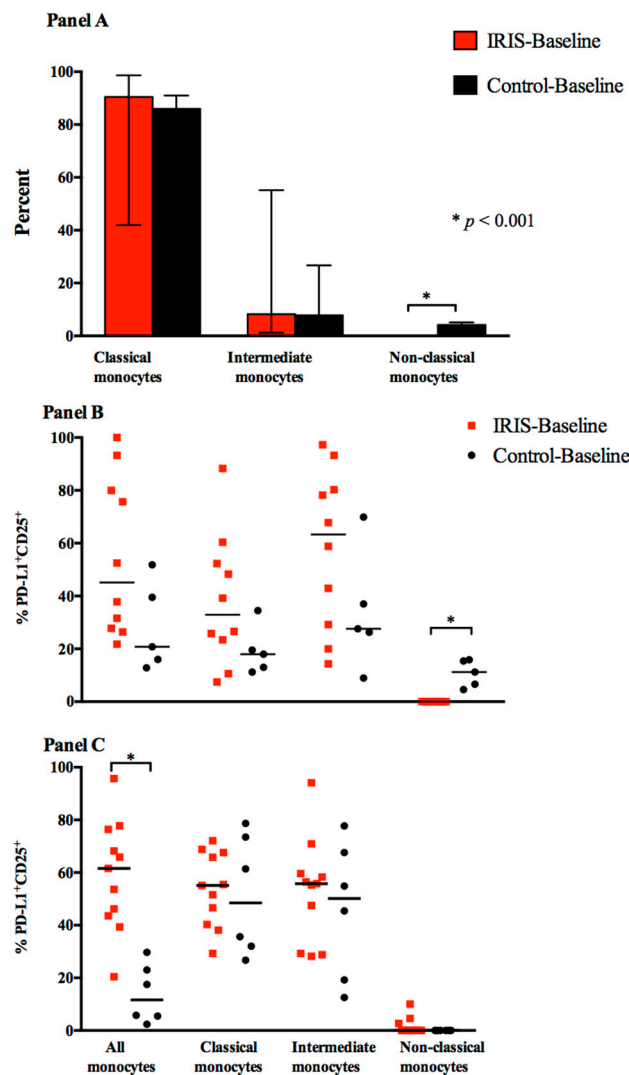 Panel A
IRIS-Baseline
Control-Baseline
Percent
100
80
60
40
20
0
* p < 0.001
*
Classical monocytes
Intermediate monocytes
Non-classical monocytes
Panel B
IRIS-Baseline
Control-Baseline
% PD-L1+CD25+
100
80
60
40
20
0
*
Panel C
*
% PD-L1+CD25+
100
80
60
40
20
0
All monocytes
Classical monocytes
Intermediate monocytes
Non-classical monocytes